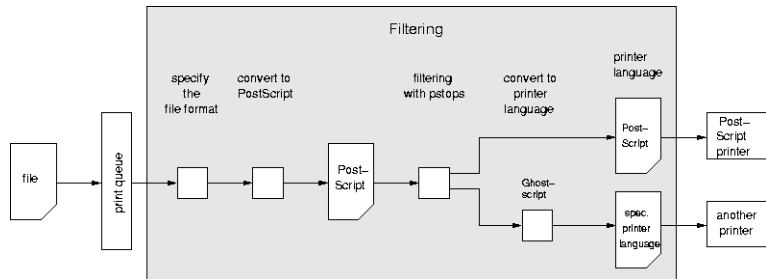 Filtering
specify
the
file format
convert to
PostScript
filtering
with pstops
convert to
printer
language
printer
language
file
print queue
Post–
Script
Post–
Script
Post–
Script
printer
Ghost–
script
spec.
printer
language
another
printer